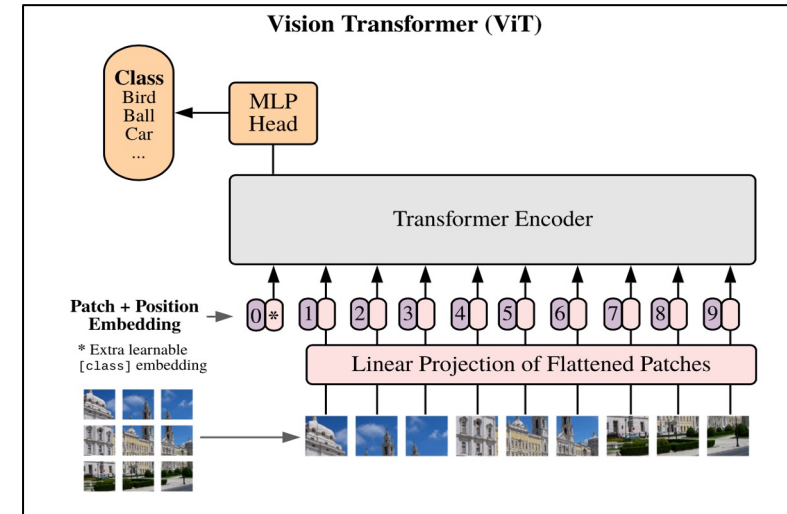 Vision Transformer (ViT)
Class
Bird
Ball
Car
...
MLP
Head
Transformer Encoder
Patch + Position
Embedding
0 * 1 2 3 4 5 6 7 8 9
* Extra learnable
[class] embedding
Linear Projection of Flattened Patches